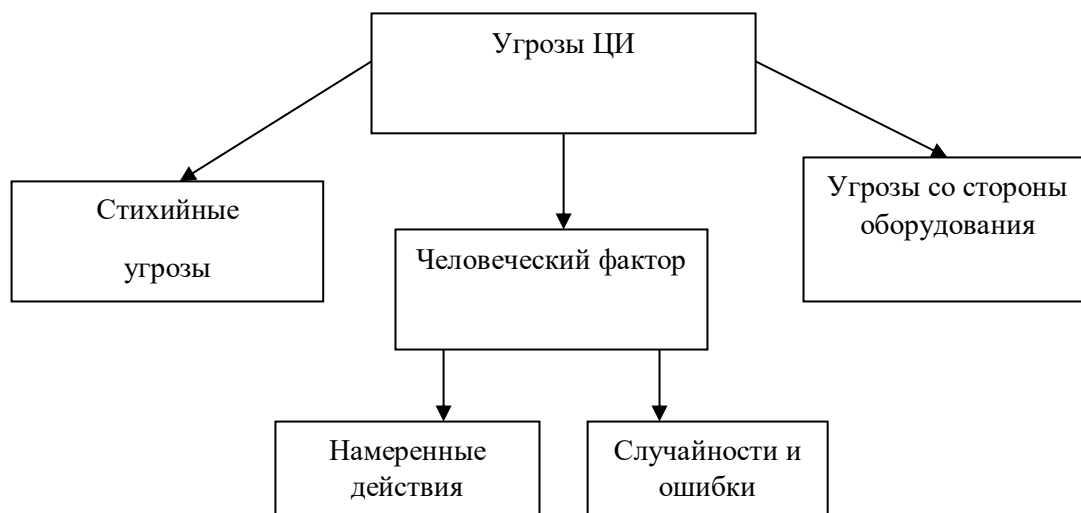 Угрозы ЦИ
Стихийные
угрозы
Угрозы со стороны
оборудования
Человеческий фактор
Намеренные
действия
Случайности и
ошибки